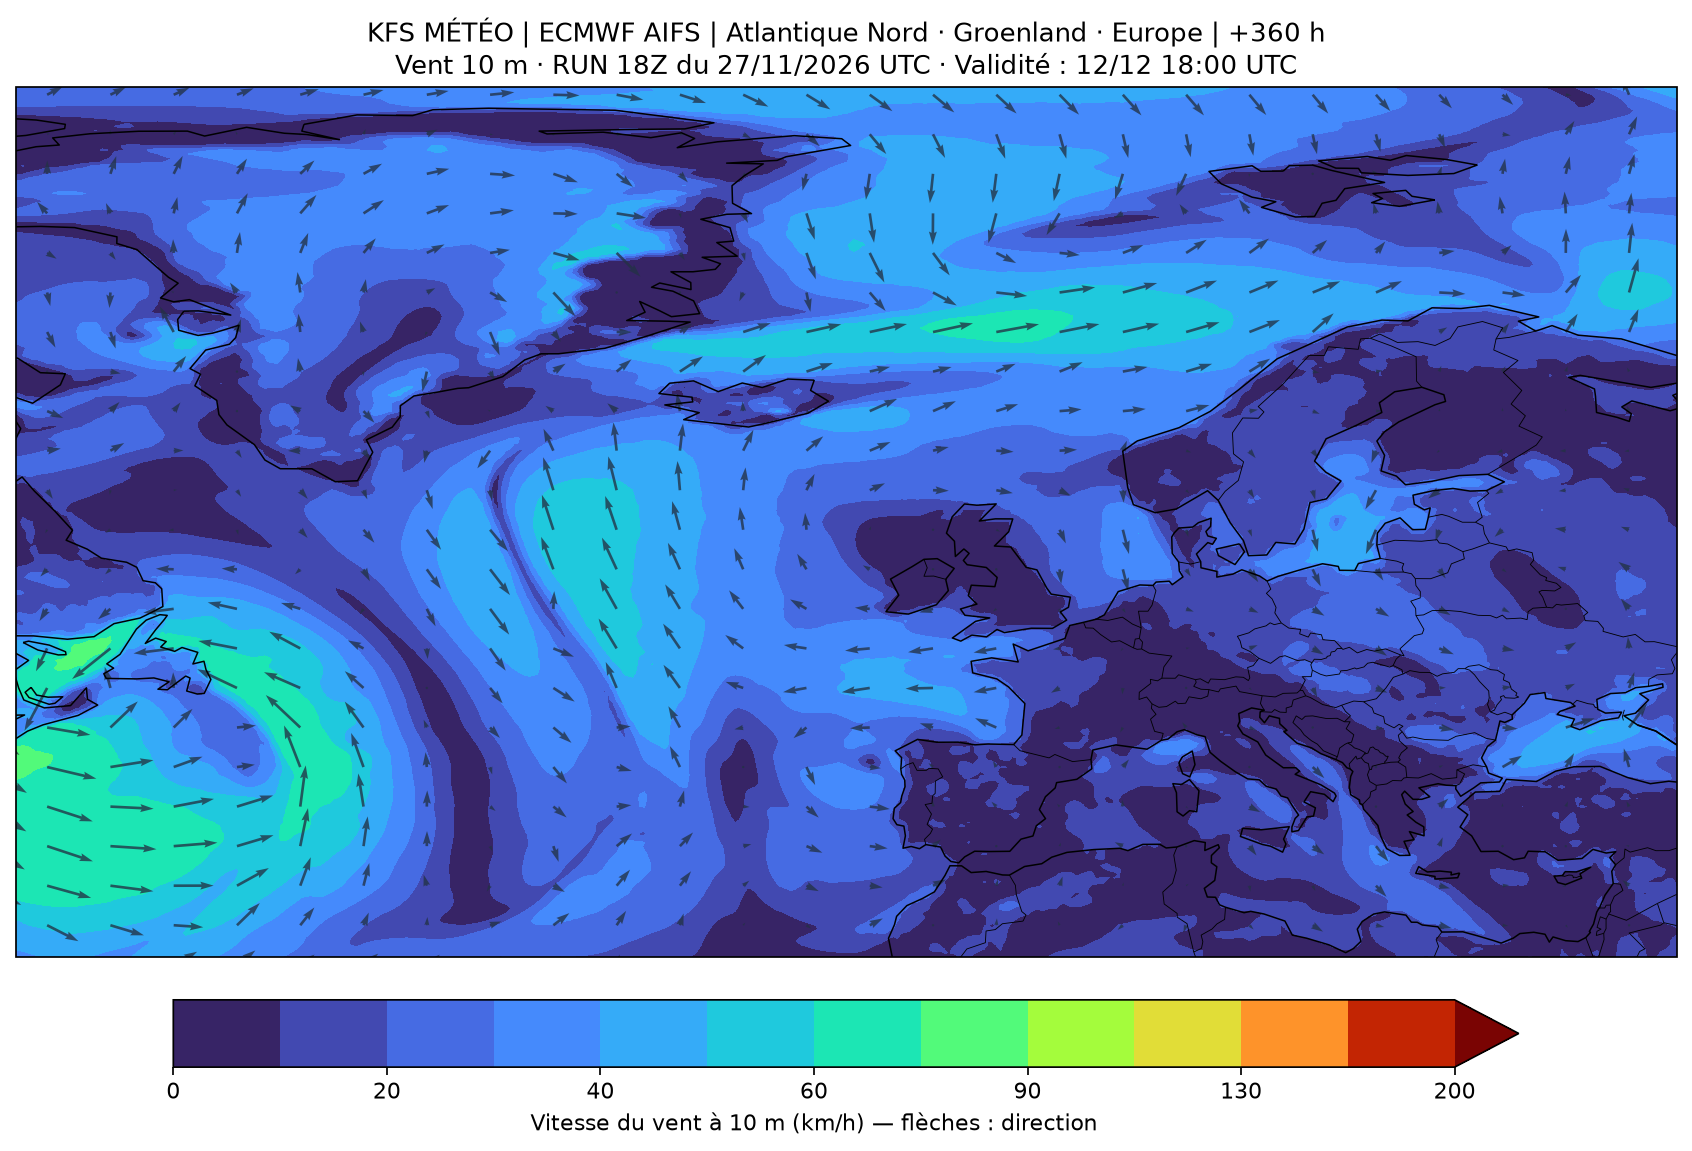 KFS MÉTÉO | ECMWF AIFS | Atlantique Nord · Groenland · Europe | +360 h
Vent 10 m · RUN 18Z du 27/11/2026 UTC · Validité : 12/12 18:00 UTC
0 20 40 60 90 130 200
Vitesse du vent à 10 m (km/h) — flèches : direction